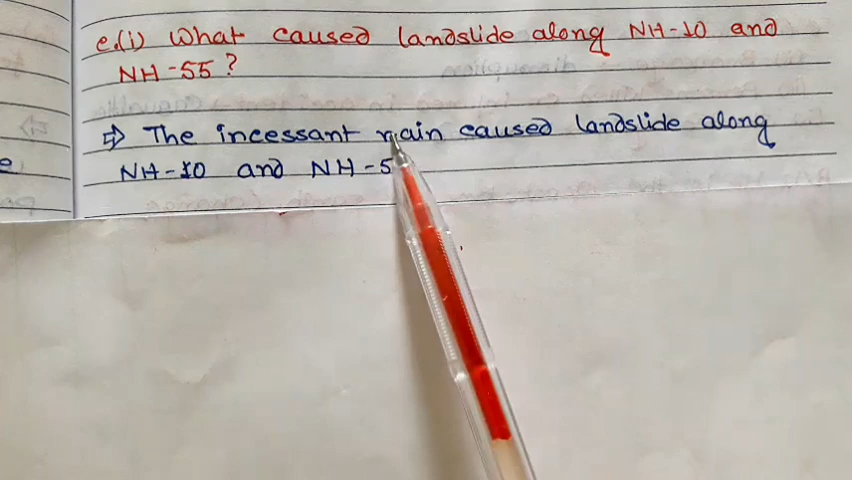 e.(i) What caused landslide along NH-10 and
NH-55?
⇒ The incessant rain caused landslide along
e
NH-10 and NH-5